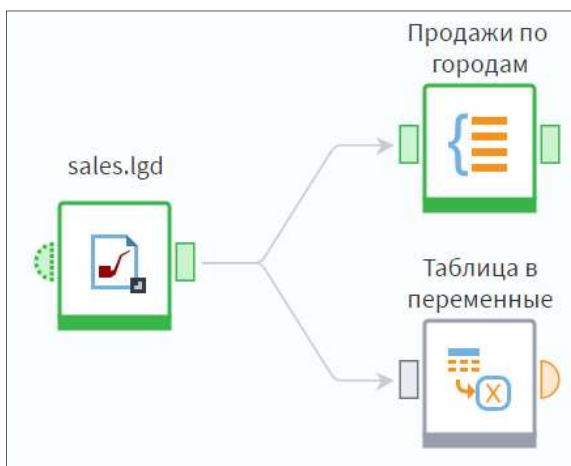 Продажи по
городам
sales.lgd
Таблица в
переменные